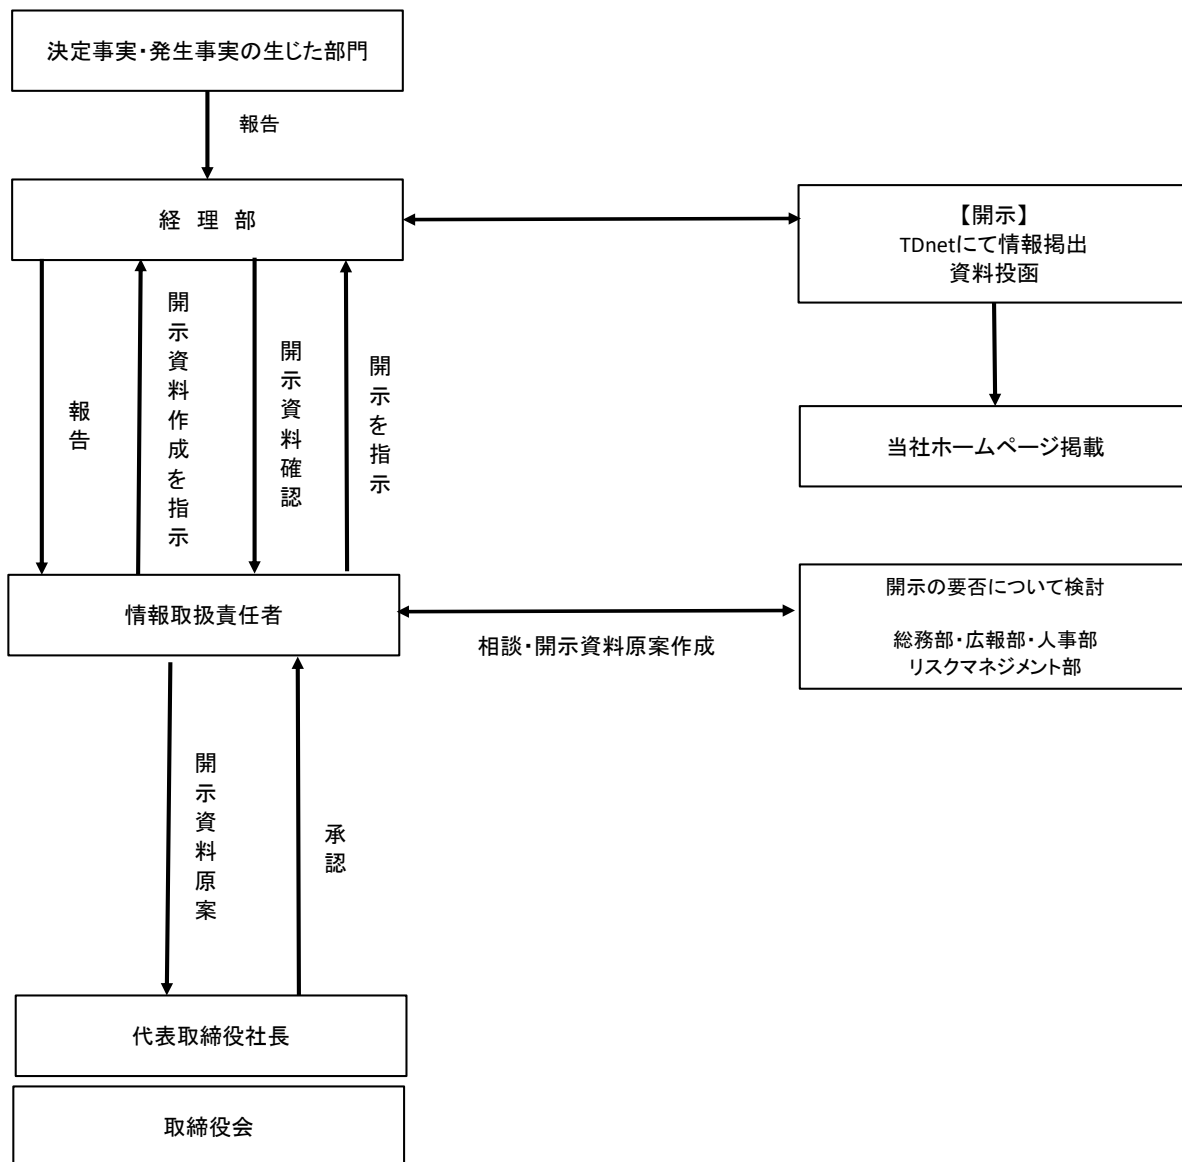 決定事実・発生事実の生じた部門
報告
経 理 部
【開示】
TDnetにて情報掲出
資料投函
報告
開示資料作成を指示
開示資料確認
開示を指示
当社ホームページ掲載
情報取扱責任者
相談・開示資料原案作成
開示の要否について検討
総務部・広報部・人事部
リスクマネジメント部
開示資料原案
承認
代表取締役社長
取締役会